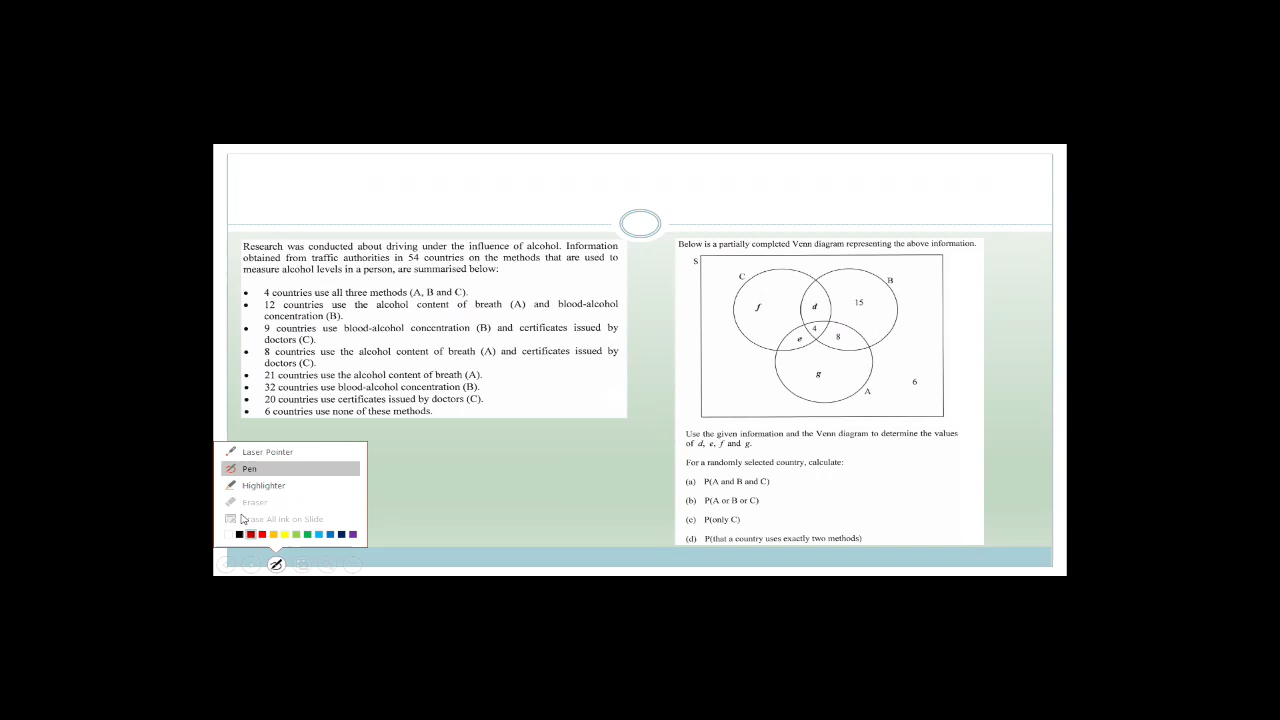 Research was conducted about driving under the influence of alcohol. Information
obtained from traffic authorities in 54 countries on the methods that are used to
measure alcohol levels in a person, are summarised below:
• 4 countries use all three methods (A, B and C).
• 12 countries use the alcohol content of breath (A) and blood-alcohol
concentration (B).
• 9 countries use blood-alcohol concentration (B) and certificates issued by
doctors (C).
• 8 countries use the alcohol content of breath (A) and certificates issued by
doctors (C).
• 21 countries use the alcohol content of breath (A).
• 32 countries use blood-alcohol concentration (B).
• 20 countries use certificates issued by doctors (C).
• 6 countries use none of these methods.
Laser Pointer
Pen
Highlighter
Eraser
Erase All Ink on Slide
Below is a partially completed Venn diagram representing the above information.
S
C
B
f
d
15
4
e
8
g
6
A
Use the given information and the Venn diagram to determine the values
of d, e, f and g.
For a randomly selected country, calculate:
(a) P(A and B and C)
(b) P(A or B or C)
(c) P(only C)
(d) P(that a country uses exactly two methods)